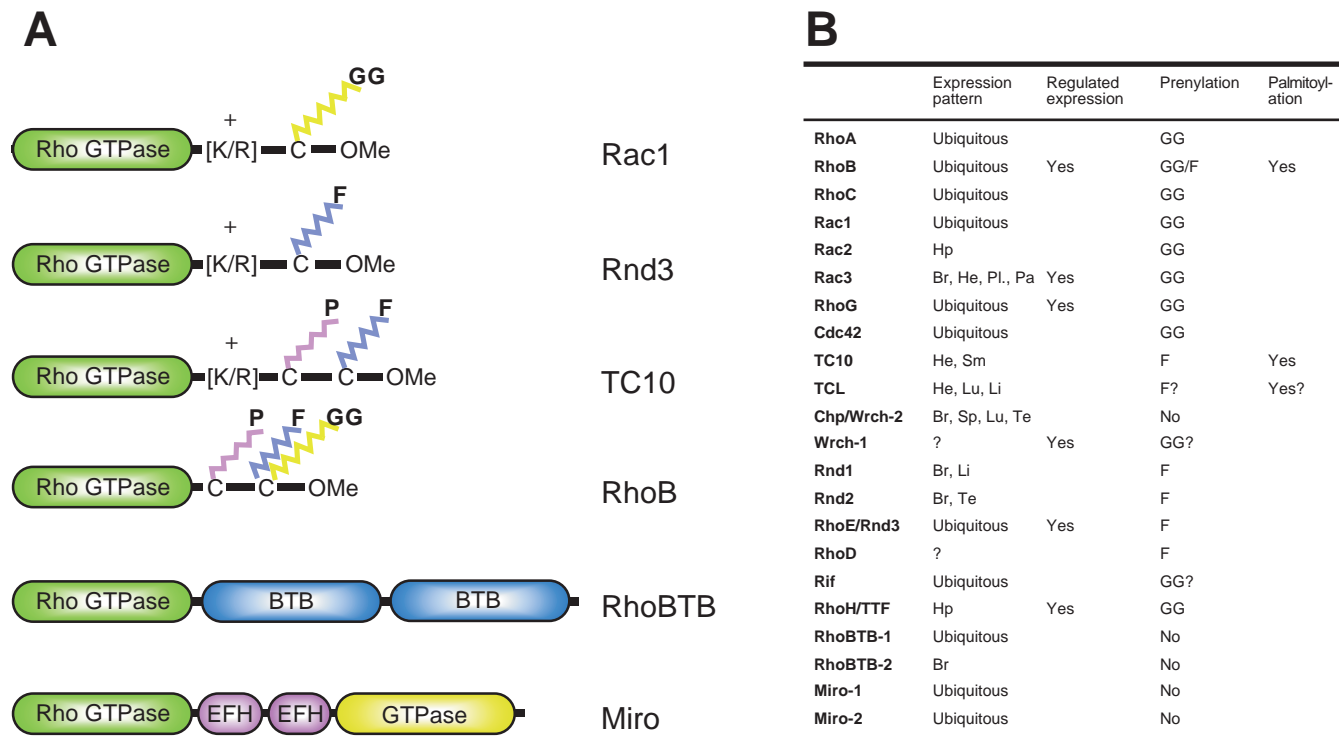 A
GG
+
Rho GTPase [K/R] C OMe Rac1
F
+
Rho GTPase [K/R] C OMe Rnd3
P F
+
Rho GTPase [K/R] C C OMe TC10
P F GG
Rho GTPase C C OMe RhoB
Rho GTPase BTB BTB RhoBTB
Rho GTPase EFH EFH GTPase Miro
B
Expression Regulated Prenylation Palmitoyl-
pattern expression ation
RhoA Ubiquitous GG
RhoB Ubiquitous Yes GG/F Yes
RhoC Ubiquitous GG
Rac1 Ubiquitous GG
Rac2 Hp GG
Rac3 Br, He, Pl., Pa Yes GG
RhoG Ubiquitous Yes GG
Cdc42 Ubiquitous GG
TC10 He, Sm F Yes
TCL He, Lu, Li F? Yes?
Chp/Wrch-2 Br, Sp, Lu, Te No
Wrch-1 ? Yes GG?
Rnd1 Br, Li F
Rnd2 Br, Te F
RhoE/Rnd3 Ubiquitous Yes F
RhoD ? F
Rif Ubiquitous GG?
RhoH/TTF Hp Yes GG
RhoBTB-1 Ubiquitous No
RhoBTB-2 Br No
Miro-1 Ubiquitous No
Miro-2 Ubiquitous No